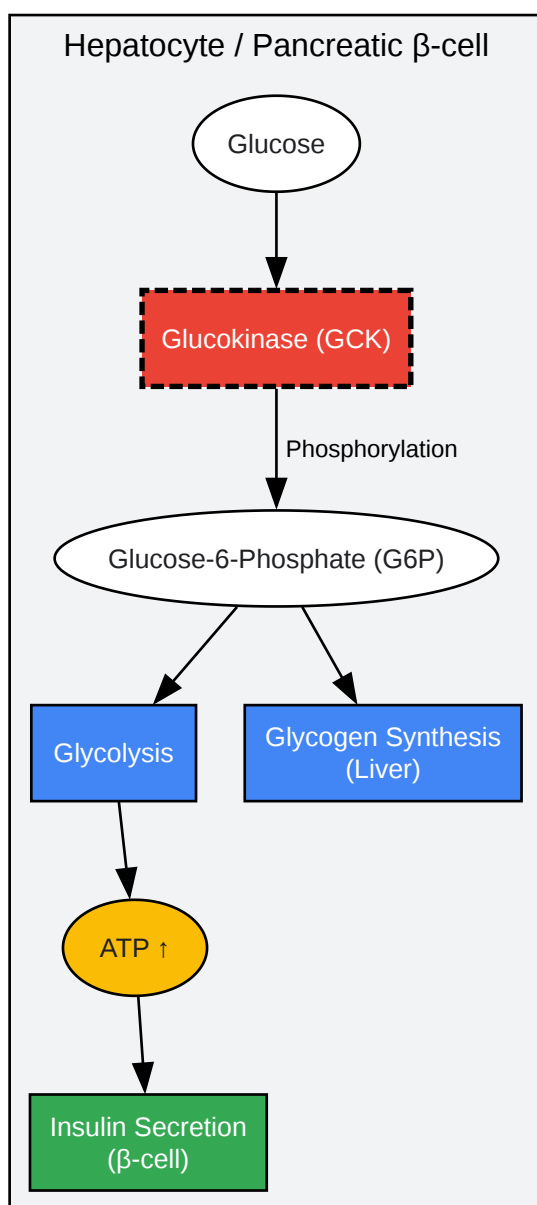 Hepatocyte / Pancreatic β-cell
Glucose
Glucokinase (GCK)
Phosphorylation
Glucose-6-Phosphate (G6P)
Glycolysis
Glycogen Synthesis
(Liver)
ATP ↑
Insulin Secretion
(β-cell)